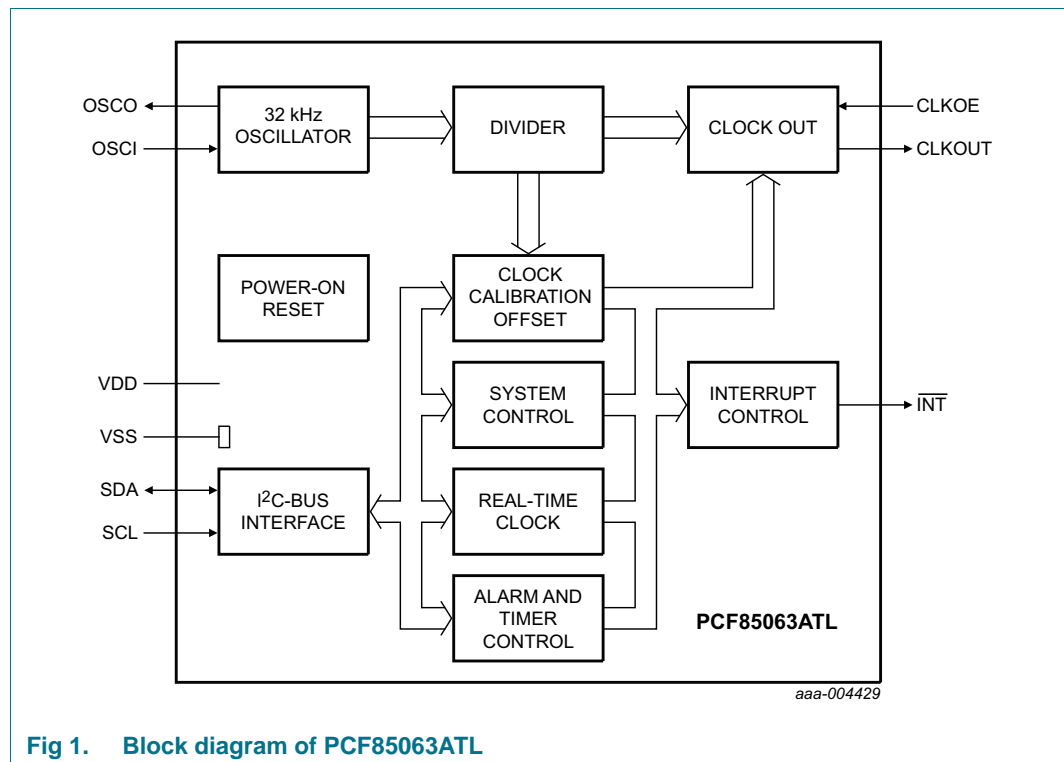 OSCO
OSCI
32 kHz
OSCILLATOR
DIVIDER
CLOCK OUT
CLKOE
CLKOUT
POWER-ON
RESET
CLOCK
CALIBRATION
OFFSET
VDD
VSS
SYSTEM
CONTROL
INTERRUPT
CONTROL
INT
SDA
SCL
I2C-BUS
INTERFACE
REAL-TIME
CLOCK
ALARM AND
TIMER
CONTROL
PCF85063ATL
aaa-004429
Fig 1. Block diagram of PCF85063ATL